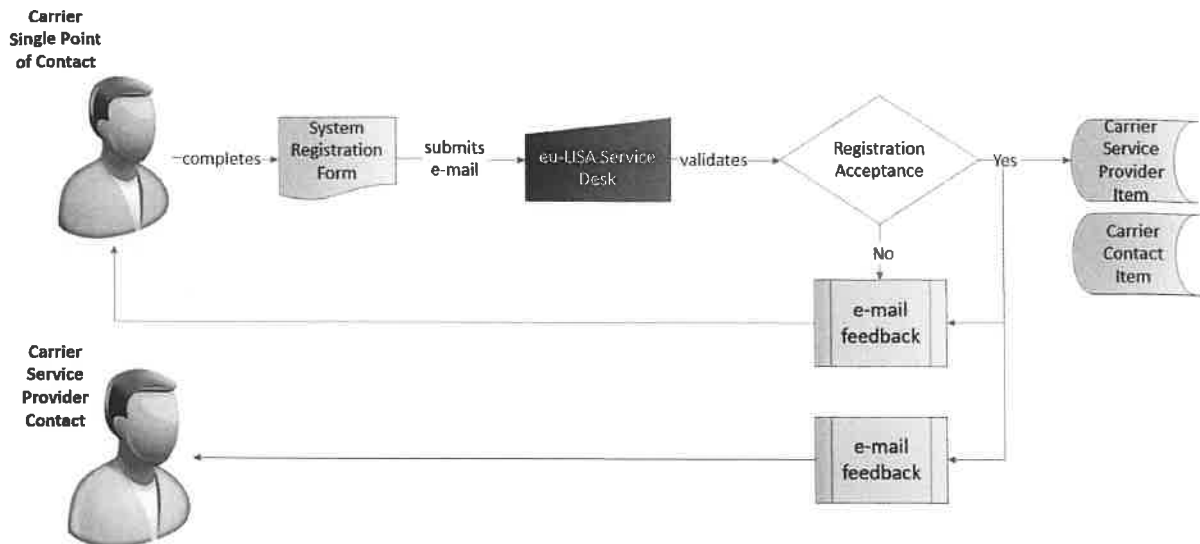 Carrier
Single Point
of Contact
completes
System
Registration
Form
submits
e-mail
eu-LISA Service
Desk
validates
Registration
Acceptance
Yes
Carrier
Service
Provider
Item
Carrier
Contact
Item
No
e-mail
feedback
Carrier
Service
Provider
Contact
e-mail
feedback